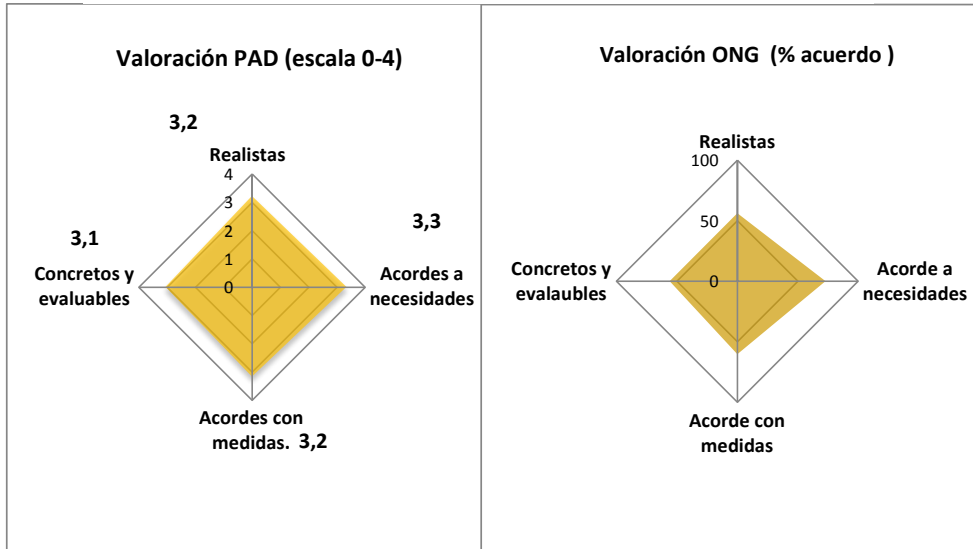 Valoración PAD (escala 0-4)
3,2
Realistas
4
3
2
1
0
3,3
Acordes a
necesidades
3,1
Concretos y
evaluables
Acordes con
medidas. 3,2
Valoración ONG (% acuerdo )
Realistas
100
50
0
Acorde a
necesidades
Concretos y
evalaubles
Acorde con
medidas